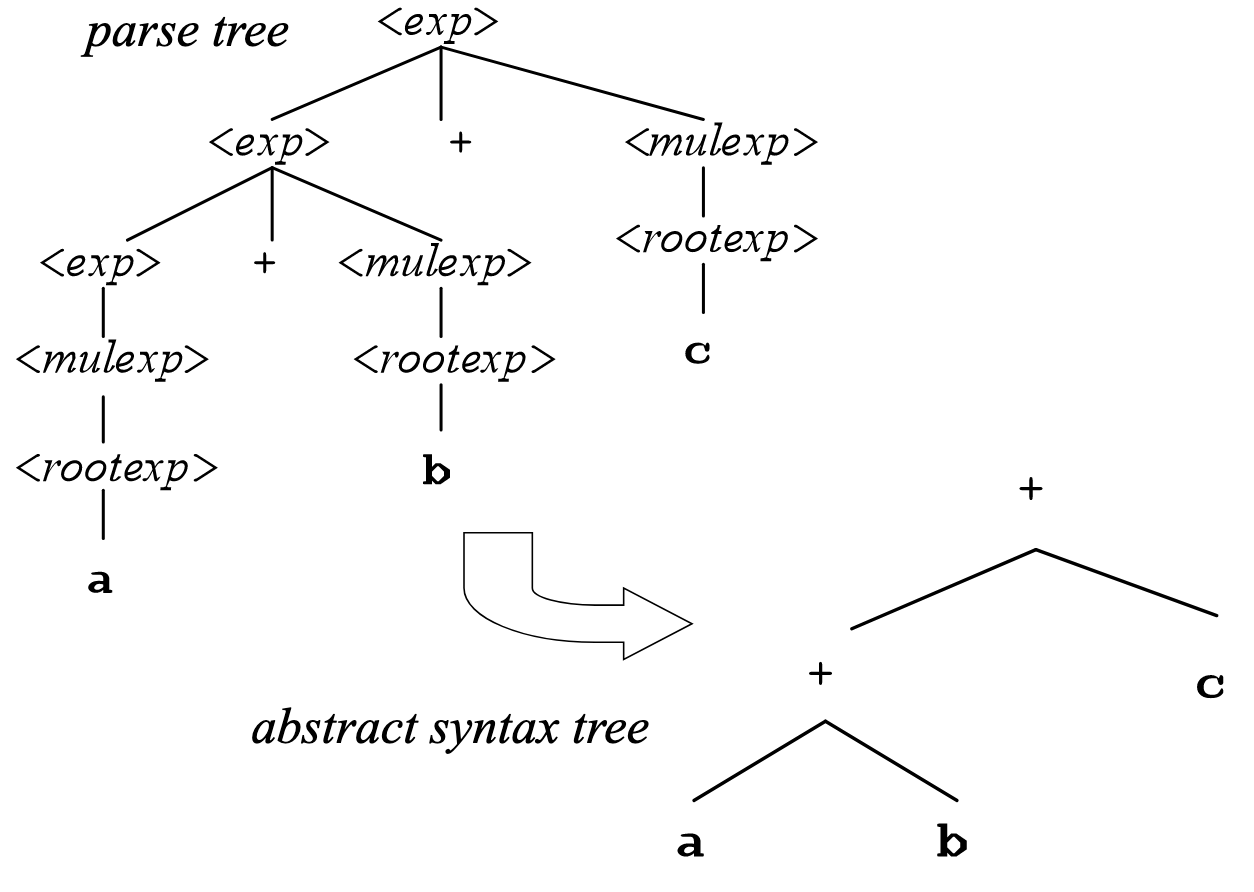 parse tree <exp>
<exp> + <mulexp>
<rootexp>
<exp> + <mulexp>
<mulexp> <rootexp> c
<rootexp> b
+
a
+ c
abstract syntax tree
a b